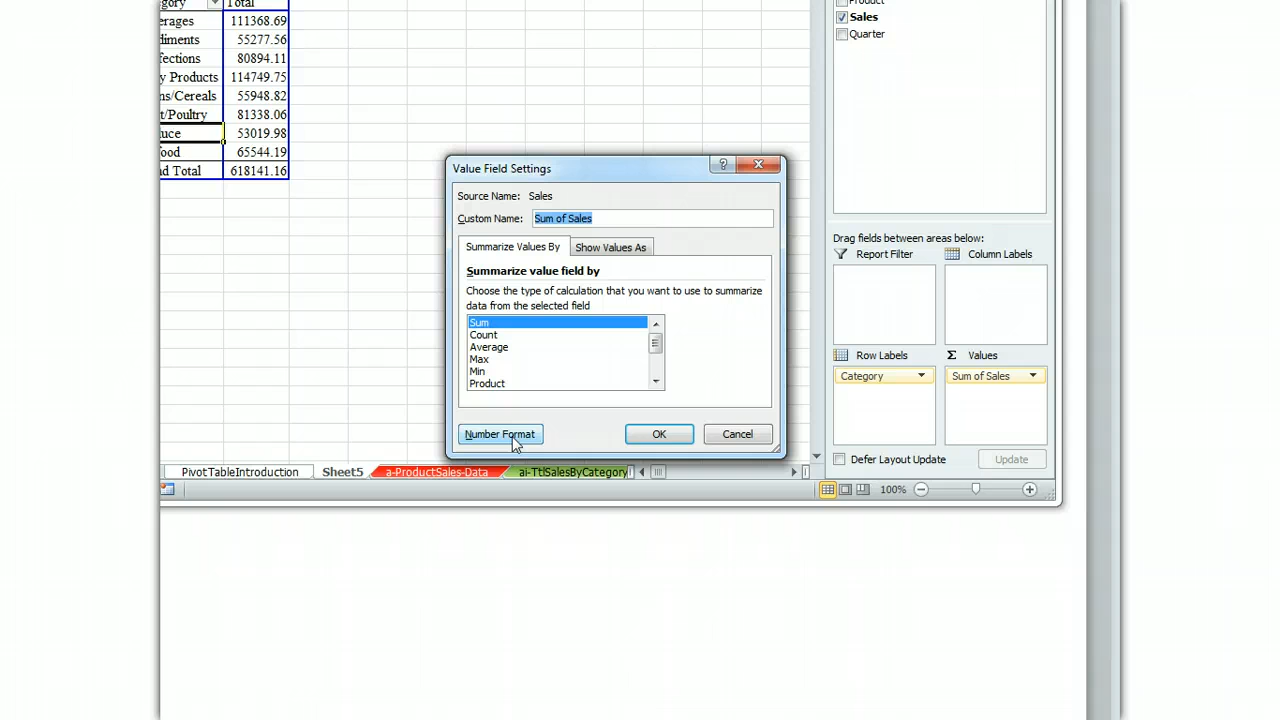 egory Total
erages 111368.69
diments 55277.56
fections 80894.11
y Products 114749.75
ns/Cereals 55948.82
t/Poultry 81338.06
uce 53019.98
food 65544.19
nd Total 618141.16
Product
Sales
Quarter
Value Field Settings
Source Name: Sales
Custom Name: Sum of Sales
Summarize Values By Show Values As
Summarize value field by
Choose the type of calculation that you want to use to summarize
data from the selected field
Sum
Count
Average
Max
Min
Product
Number Format OK Cancel
Drag fields between areas below:
Report Filter Column Labels
Row Labels Σ Values
Category Sum of Sales
Defer Layout Update Update
PivotTableIntroduction Sheet5 a-ProductSales-Data ai-TtlSalesByCategory
100%